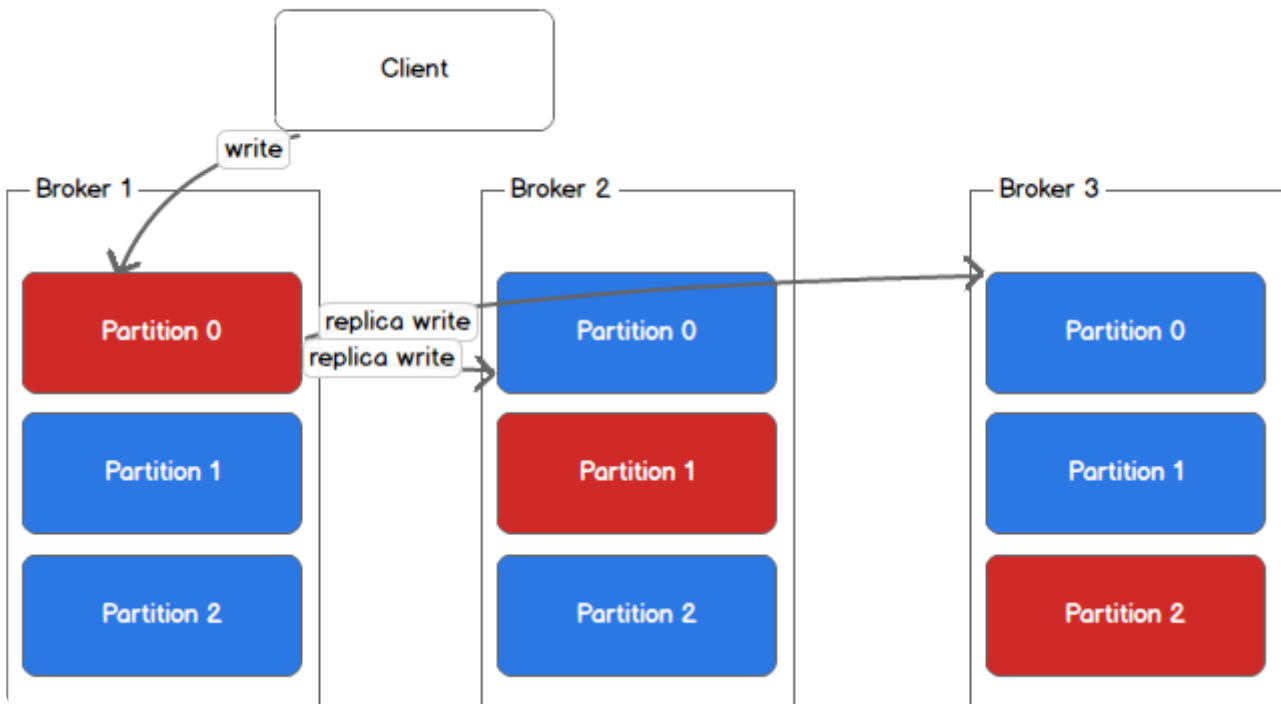 Client
write
Broker 1
Broker 2
Broker 3
Partition 0
replica write
replica write
Partition 0
Partition 0
Partition 1
Partition 1
Partition 1
Partition 2
Partition 2
Partition 2